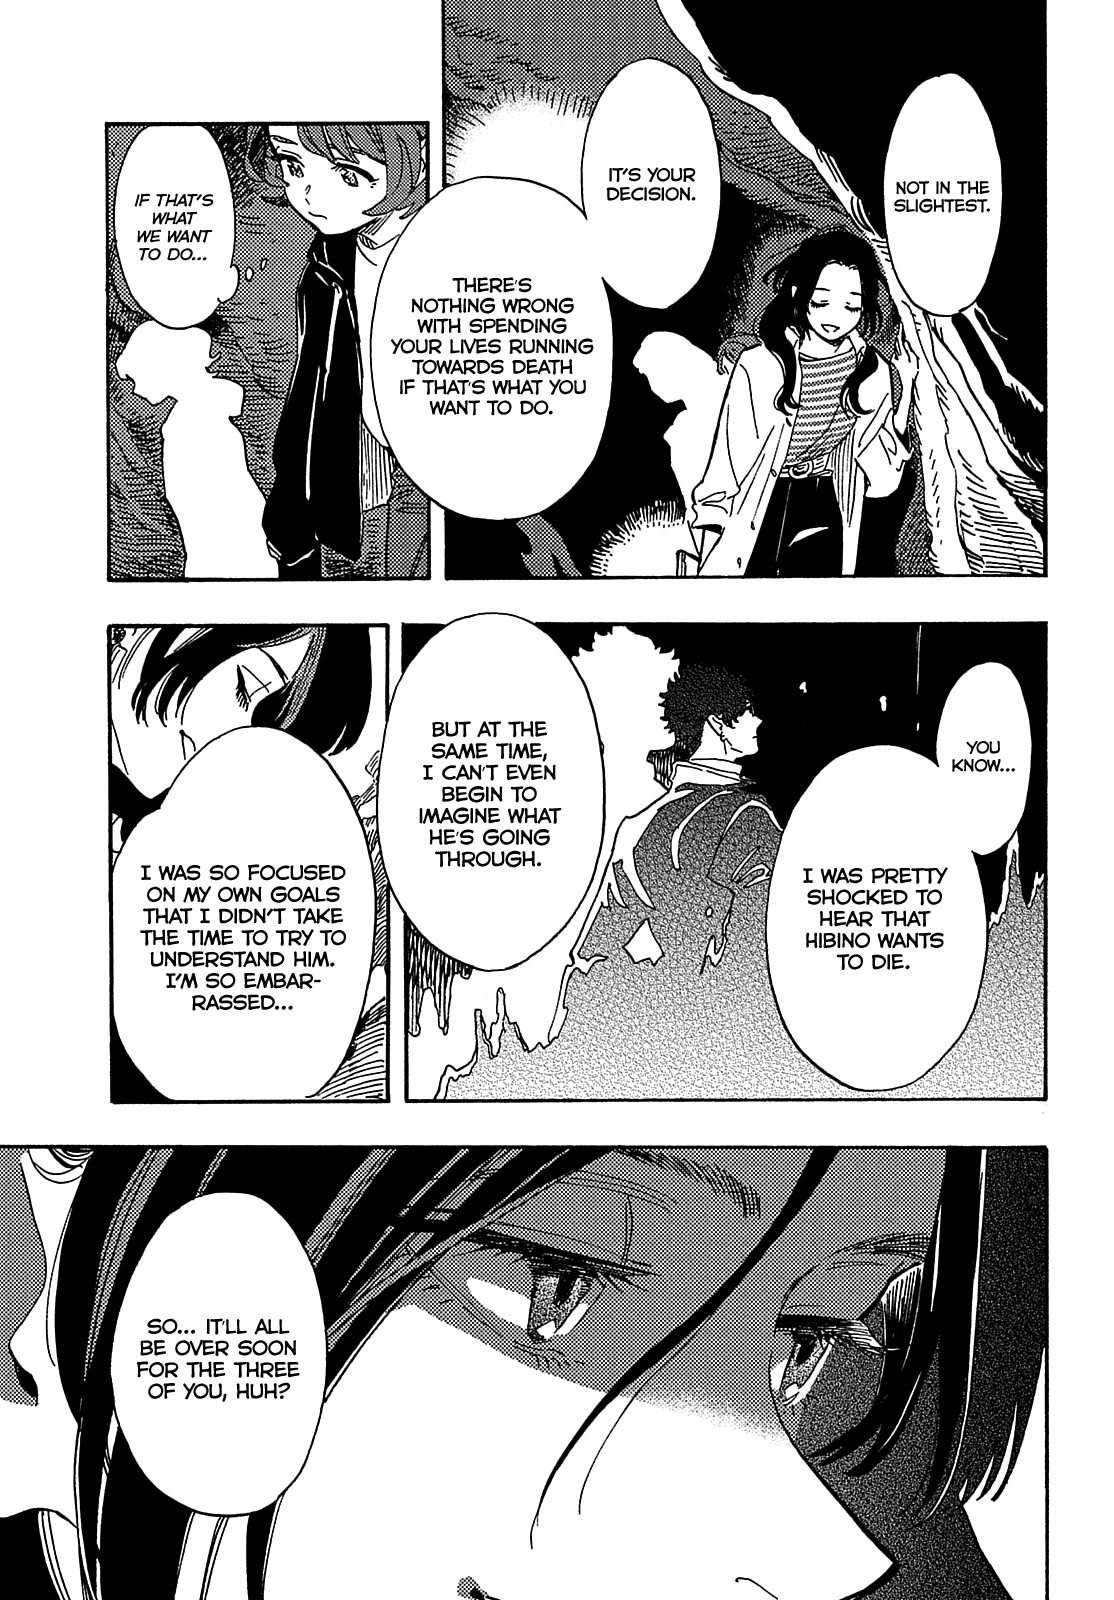 NOT IN THE
SLIGHTEST.
IT'S YOUR
DECISION.
THERE'S
NOTHING WRONG
WITH SPENDING
YOUR LIVES RUNNING
TOWARDS DEATH
IF THAT'S WHAT YOU
WANT TO DO.
IF THAT'S
WHAT
WE WANT
TO DO...
YOU
KNOW...
I WAS PRETTY
SHOCKED TO
HEAR THAT
HIBINO WANTS
TO DIE.
BUT AT THE
SAME TIME,
I CAN'T EVEN
BEGIN TO
IMAGINE WHAT
HE'S GOING
THROUGH.
I WAS SO FOCUSED
ON MY OWN GOALS
THAT I DIDN'T TAKE
THE TIME TO TRY TO
UNDERSTAND HIM.
I'M SO EMBAR-
RASSED...
SO... IT'LL ALL
BE OVER SOON
FOR THE THREE
OF YOU, HUH?